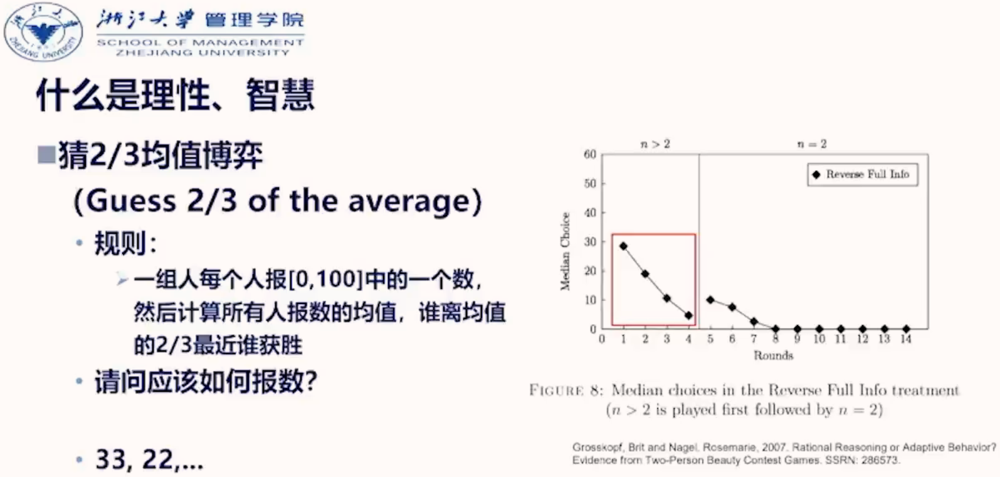 浙江大学 管理学院
SCHOOL OF MANAGEMENT
ZHEJIANG UNIVERSITY
ZHEJIANG UNIVERSITY
什么是理性、智慧
猜2/3均值博弈
（Guess 2/3 of the average）
规则：
一组人每个人报[0,100]中的一个数，
然后计算所有人报数的均值，谁离均值
的2/3最近谁获胜
请问应该如何报数？
33, 22,...
n > 2
n = 2
Reverse Full Info
Median Choice
60
50
40
30
20
10
0
0 1 2 3 4 5 6 7 8 9 10 11 12 13 14
Rounds
FIGURE 8: Median choices in the Reverse Full Info treatment
(n > 2 is played first followed by n = 2)
Grosskopf, Brit and Nagel, Rosemarie, 2007. Rational Reasoning or Adaptive Behavior?
Evidence from Two-Person Beauty Contest Games. SSRN: 286573.